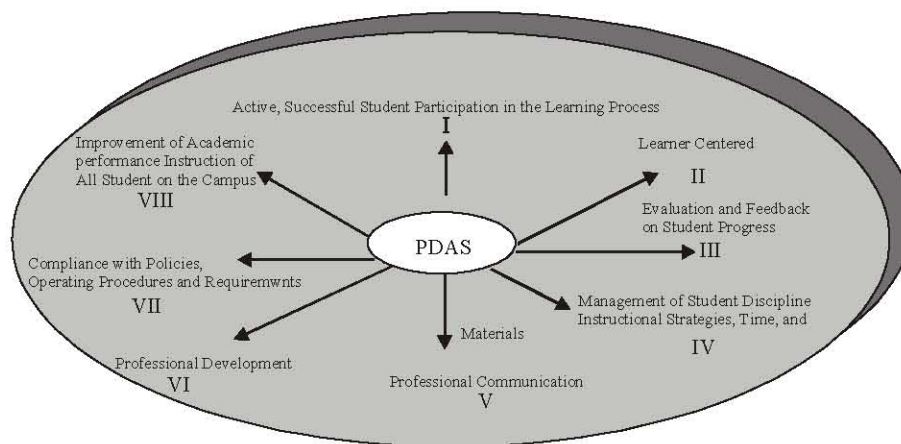 Active, Successful Student Participation in the Learning Process
I
Improvement of Academic
performance Instruction of
All Student on the Campus
VIII
Learner Centered
II
Evaluation and Feedback
on Student Progress
III
PDAS
Compliance with Policies,
Operating Procedures and Requiremwnts
VII
Management of Student Discipline
Instructional Strategies, Time, and
IV
Materials
Professional Development
VI
Professional Communication
V